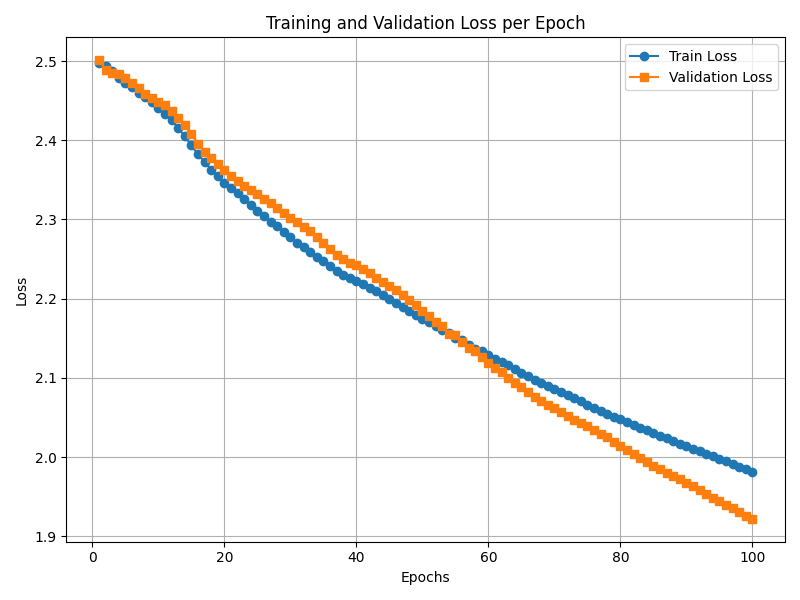 Training and Validation Loss per Epoch
Train Loss
Validation Loss
2.5
2.4
2.3
2.2
2.1
2.0
1.9
Loss
0 20 40 60 80 100
Epochs